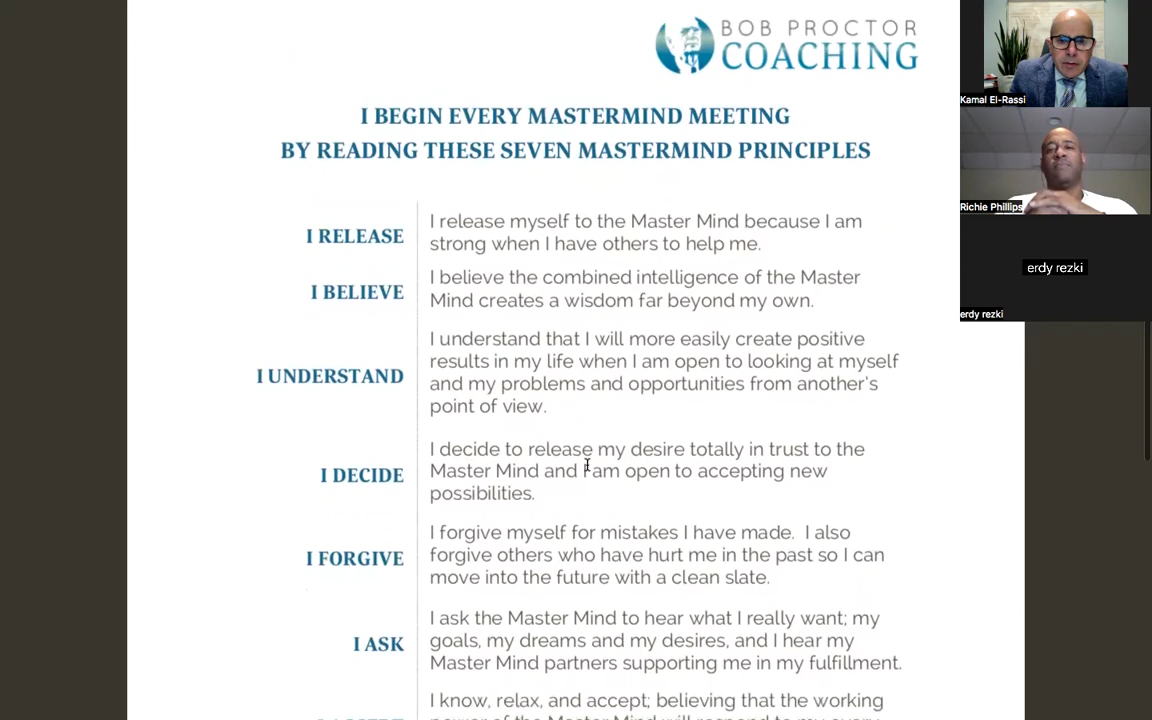 BOB PROCTOR
COACHING
I BEGIN EVERY MASTERMIND MEETING
BY READING THESE SEVEN MASTERMIND PRINCIPLES
I RELEASE
I release myself to the Master Mind because I am
strong when I have others to help me.
I BELIEVE
I believe the combined intelligence of the Master
Mind creates a wisdom far beyond my own.
I UNDERSTAND
I understand that I will more easily create positive
results in my life when I am open to looking at myself
and my problems and opportunities from another's
point of view.
I DECIDE
I decide to release my desire totally in trust to the
Master Mind and I am open to accepting new
possibilities.
I FORGIVE
I forgive myself for mistakes I have made. I also
forgive others who have hurt me in the past so I can
move into the future with a clean slate.
I ASK
I ask the Master Mind to hear what I really want; my
goals, my dreams and my desires, and I hear my
Master Mind partners supporting me in my fulfillment.
I know, relax, and accept; believing that the working
Kamal El-Rassi
Richie Phillips
erdy rezki
erdy rezki